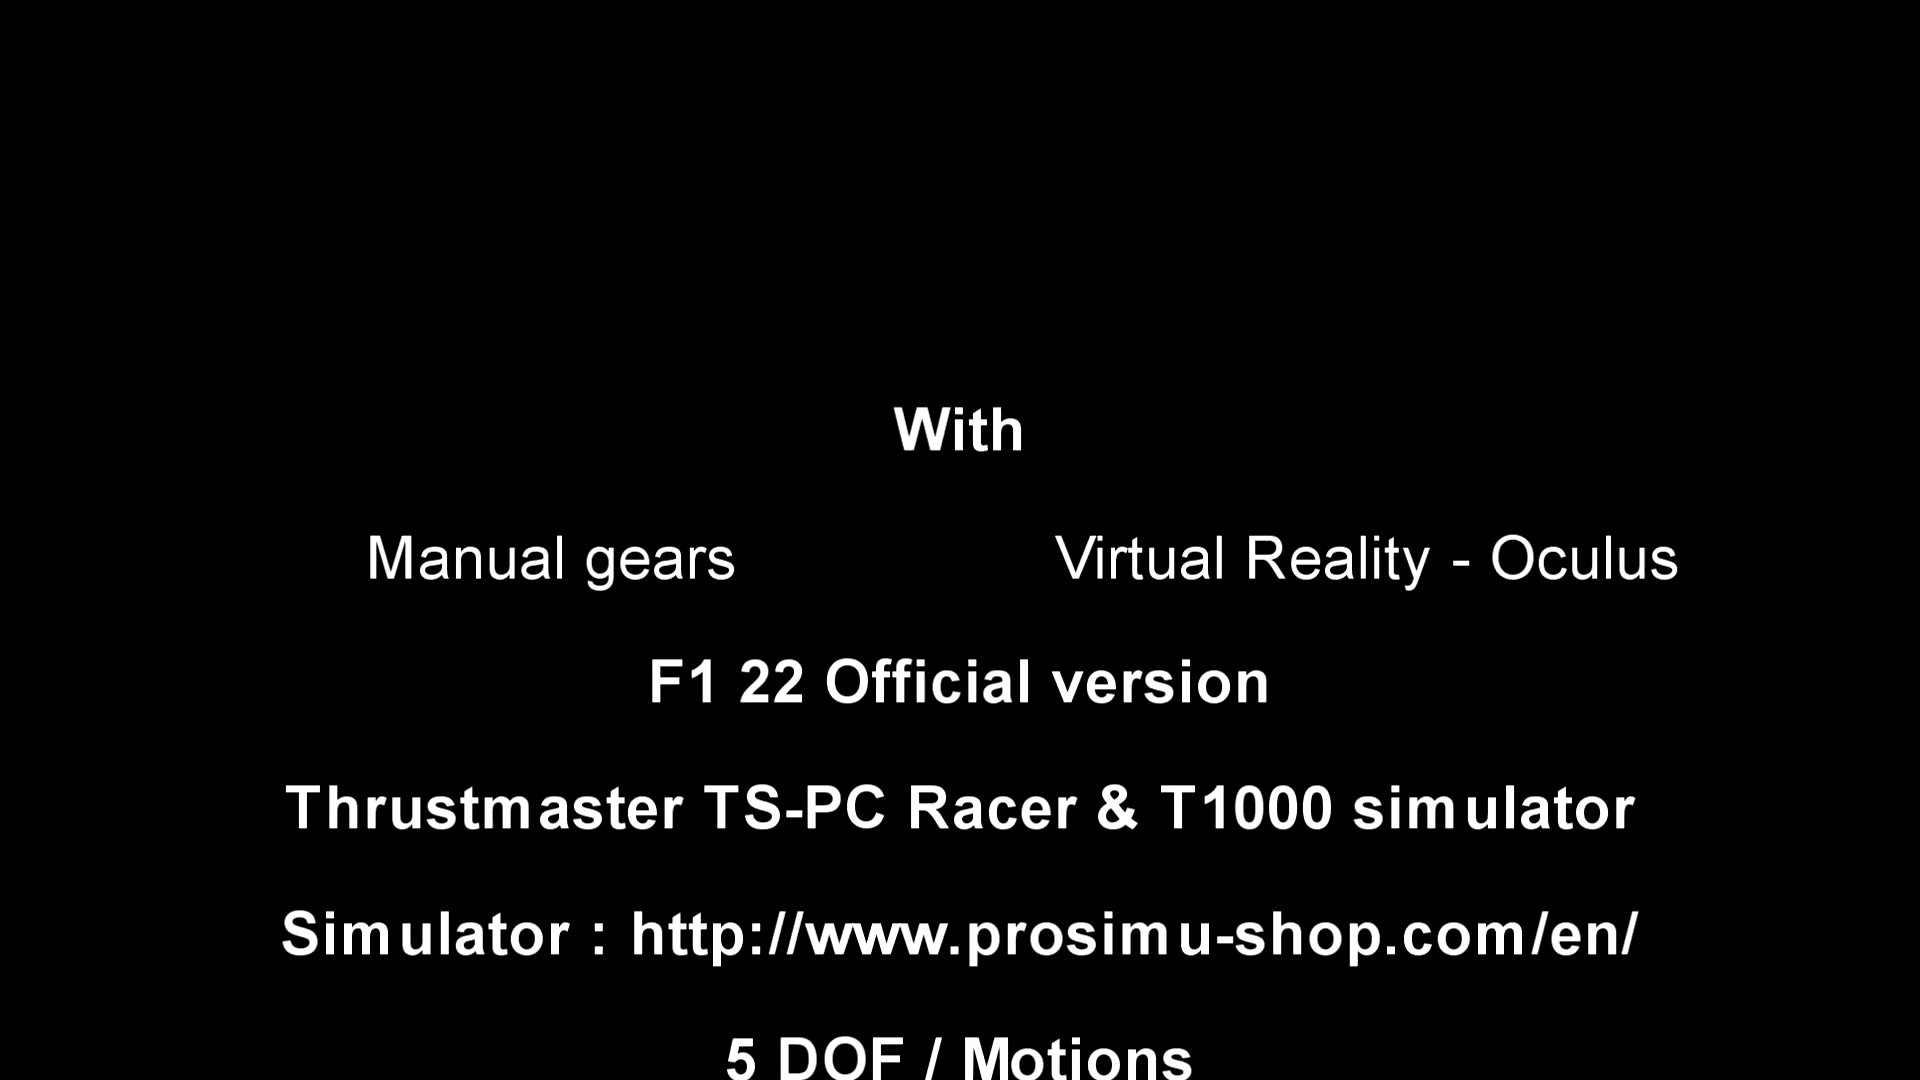 With
Manual gears Virtual Reality - Oculus
F1 22 Official version
Thrustmaster TS-PC Racer & T1000 simulator
Simulator : http://www.prosimu-shop.com/en/
5 DOF / Motions